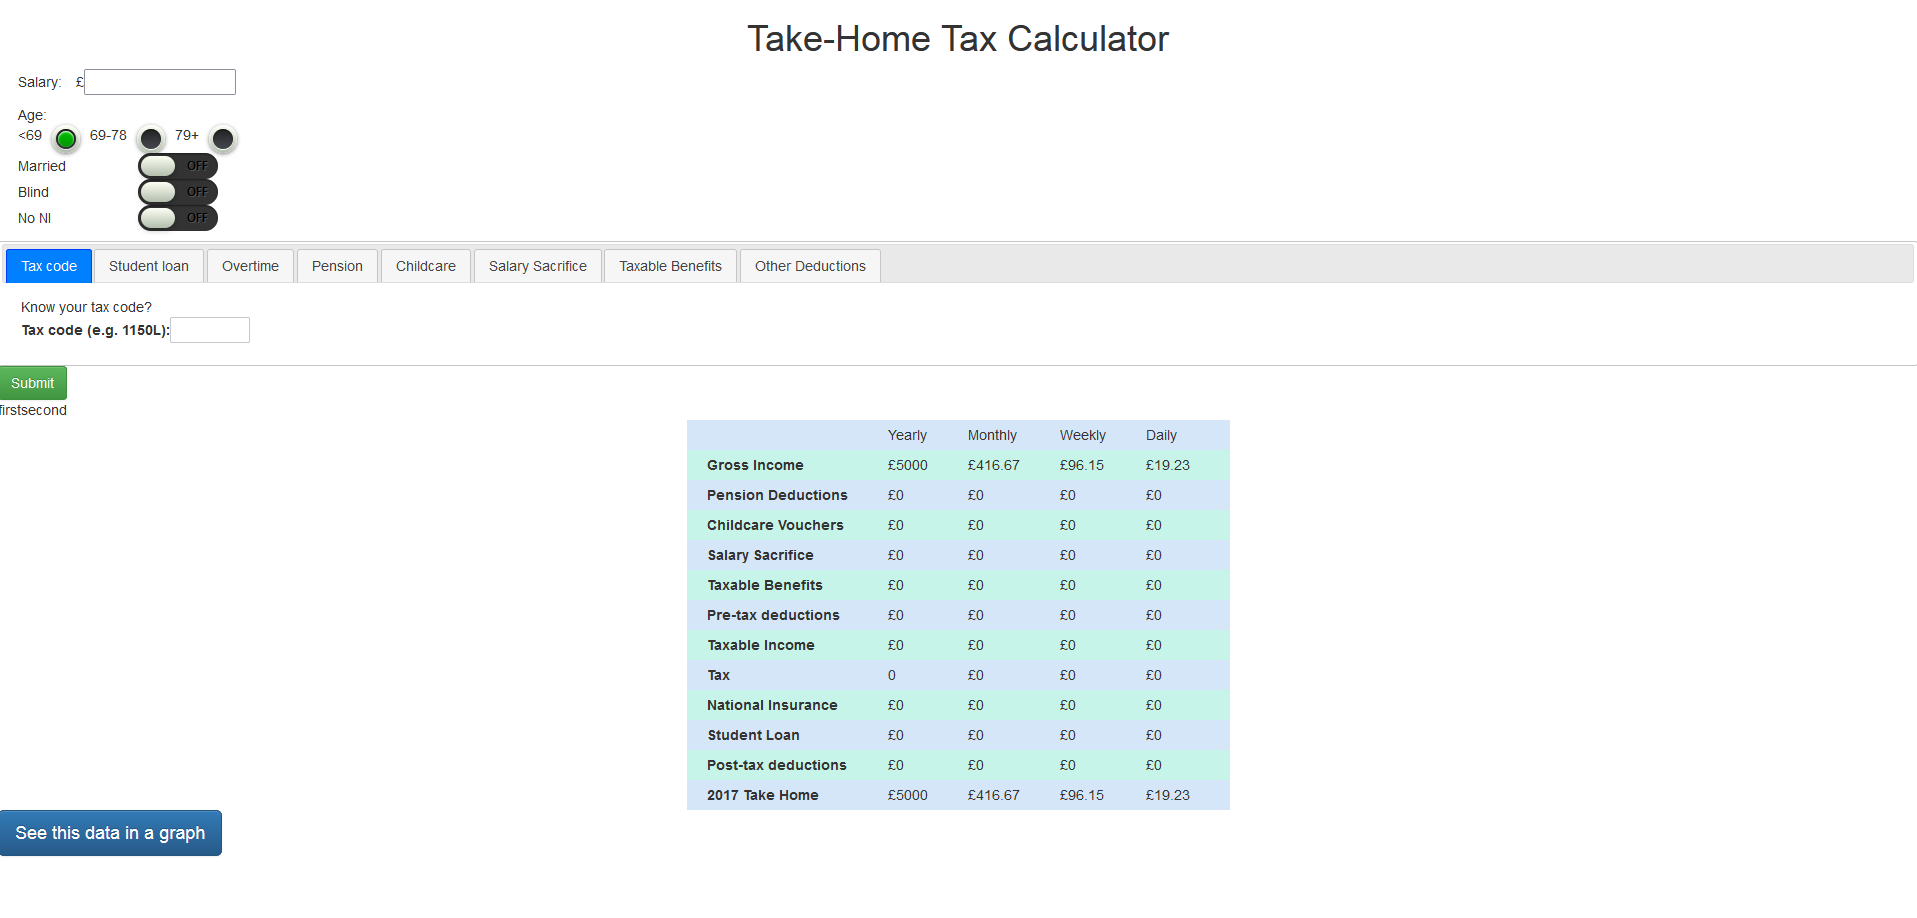 Take-Home Tax Calculator
Salary: £
Age:
<69 69-78 79+
Married OFF
Blind OFF
No NI OFF
Tax code Student loan Overtime Pension Childcare Salary Sacrifice Taxable Benefits Other Deductions
Know your tax code?
Tax code (e.g. 1150L):
Submit
firstsecond
Yearly Monthly Weekly Daily
Gross Income £5000 £416.67 £96.15 £19.23
Pension Deductions £0 £0 £0 £0
Childcare Vouchers £0 £0 £0 £0
Salary Sacrifice £0 £0 £0 £0
Taxable Benefits £0 £0 £0 £0
Pre-tax deductions £0 £0 £0 £0
Taxable Income £0 £0 £0 £0
Tax 0 £0 £0 £0
National Insurance £0 £0 £0 £0
Student Loan £0 £0 £0 £0
Post-tax deductions £0 £0 £0 £0
2017 Take Home £5000 £416.67 £96.15 £19.23
See this data in a graph